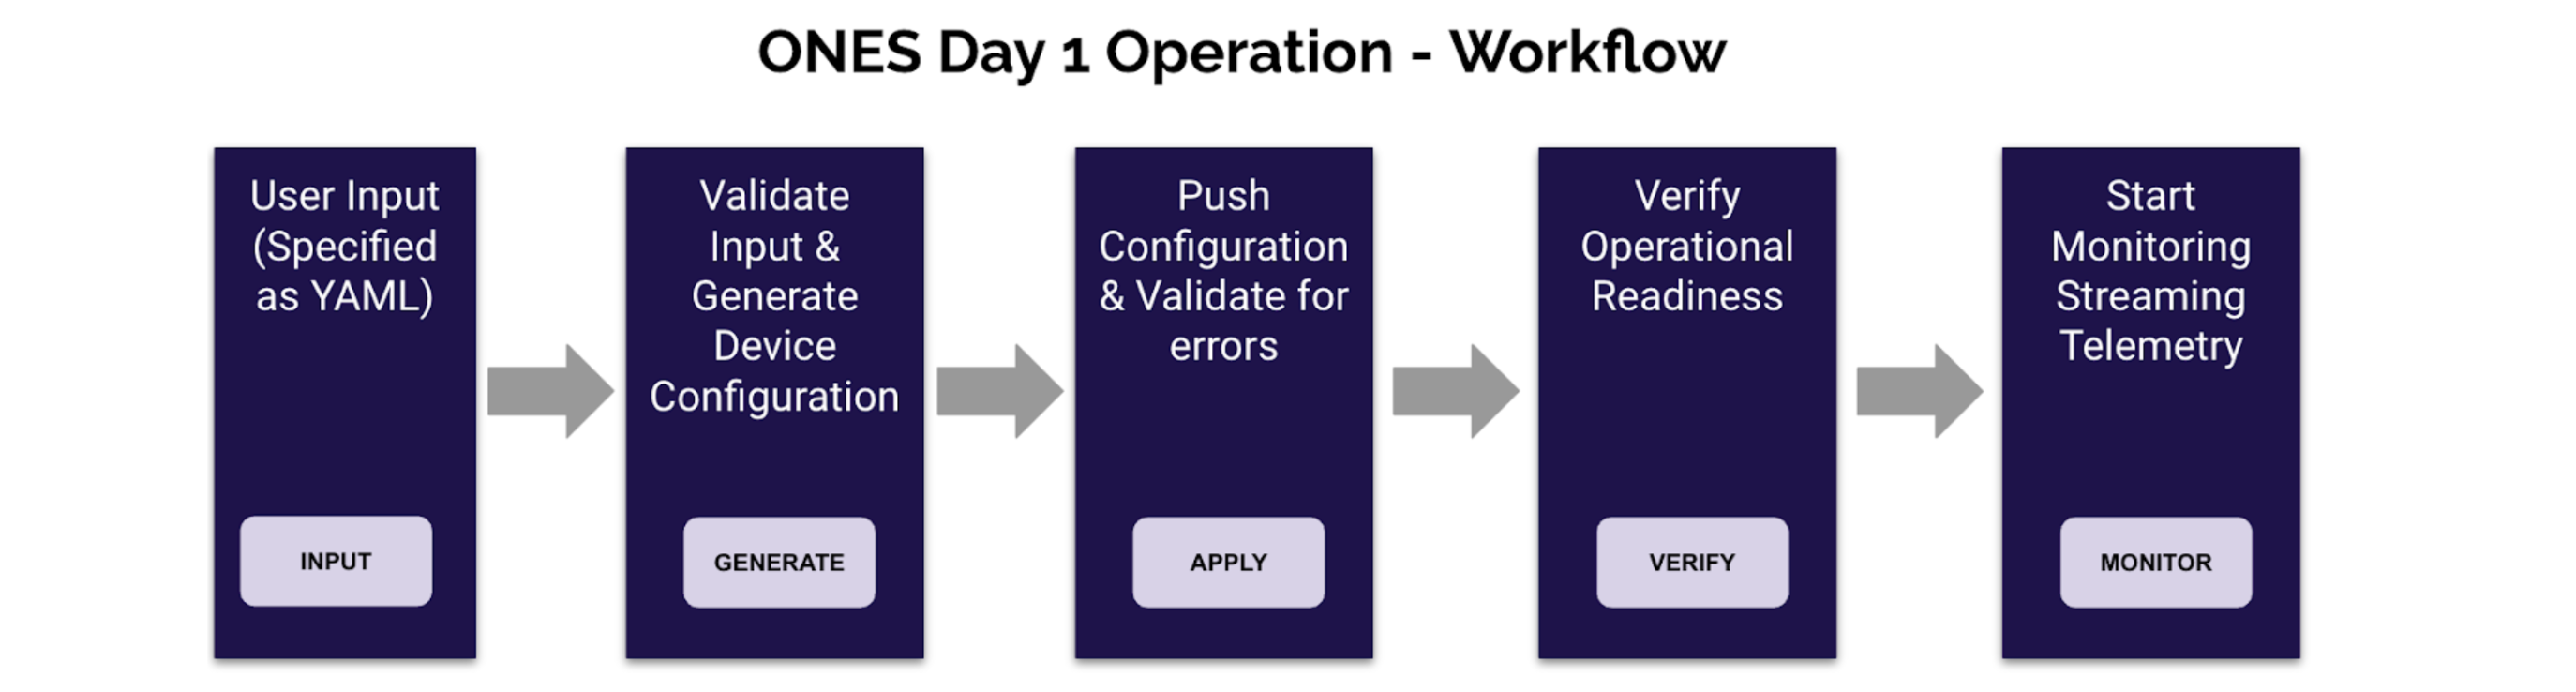 ONES Day 1 Operation - Workflow
User Input
(Specified
as YAML)
INPUT
Validate
Input &
Generate
Device
Configuration
GENERATE
Push
Configuration
& Validate for
errors
APPLY
Verify
Operational
Readiness
VERIFY
Start
Monitoring
Streaming
Telemetry
MONITOR